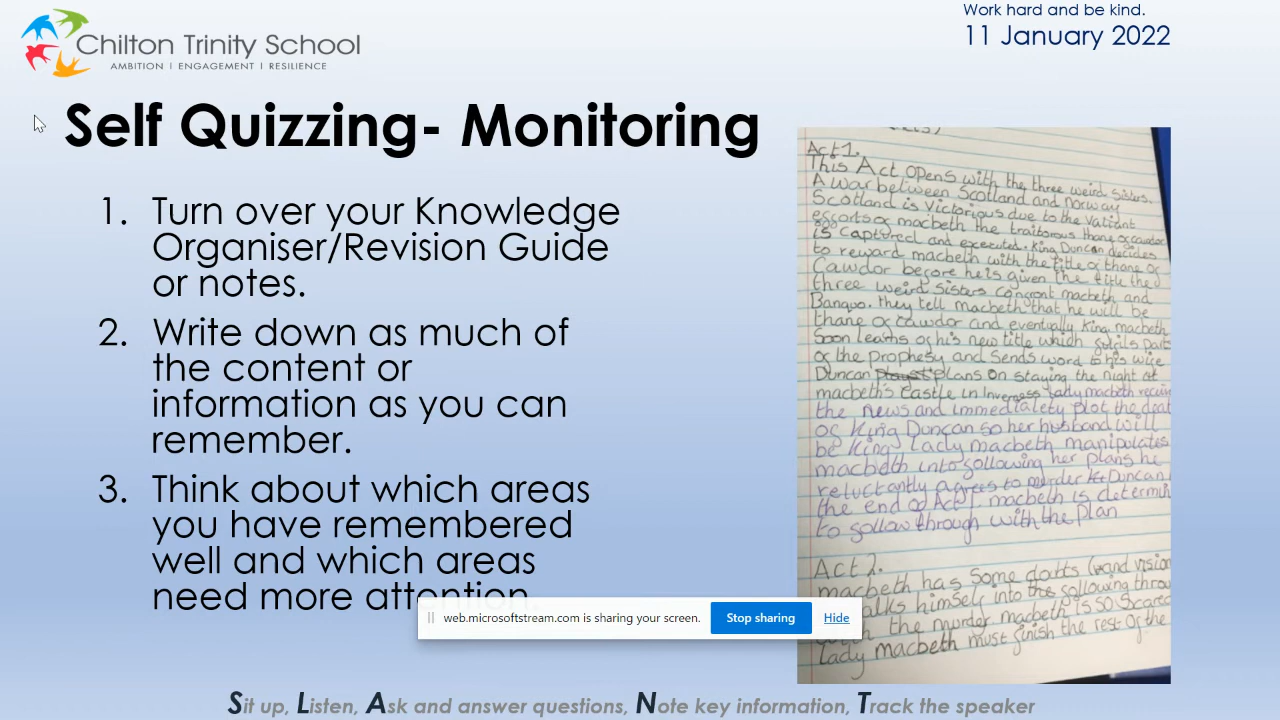 Work hard and be kind.
11 January 2022
Chilton Trinity School
AMBITION | ENGAGEMENT | RESILIENCE
Self Quizzing- Monitoring
1. Turn over your Knowledge
Organiser/Revision Guide
or notes.
2. Write down as much of
the content or
information as you can
remember.
3. Think about which areas
you have remembered
well and which areas
need more attention.
Act 1.
This Act opens with the three weird sisters.
A war between Scotland and Norway
Scotland is victorious due to the valiant
of macbeth the traitorous thane of cawdor
is captured and executed. King Duncan decides
to reward macbeth with the title of thane of
Cawdor before he is given the title the
three weird sisters confront macbeth and
Banquo. they tell macbeth that he will be
thane of cawdor and eventually King macbeth
Soon learns of his new title which part
of the prophesy and sends word to his wife
Duncan plans on staying the night at
macbeth's castle in Inverness lady macbeth
the news and immediately plot the
of King Duncan so her husband will
be King. Lady macbeth manipulates
macbeth into following her plans he
reluctantly agrees to murder Duncan
the end of Act 1 macbeth is
to follow through with the plan
Act 2.
macbeth has some
himself into the following
the murder macbeth is so
lady macbeth must finish the rest of the
web.microsoftstream.com is sharing your screen.
Stop sharing
Hide
Sit up, Listen, Ask and answer questions, Note key information, Track the speaker